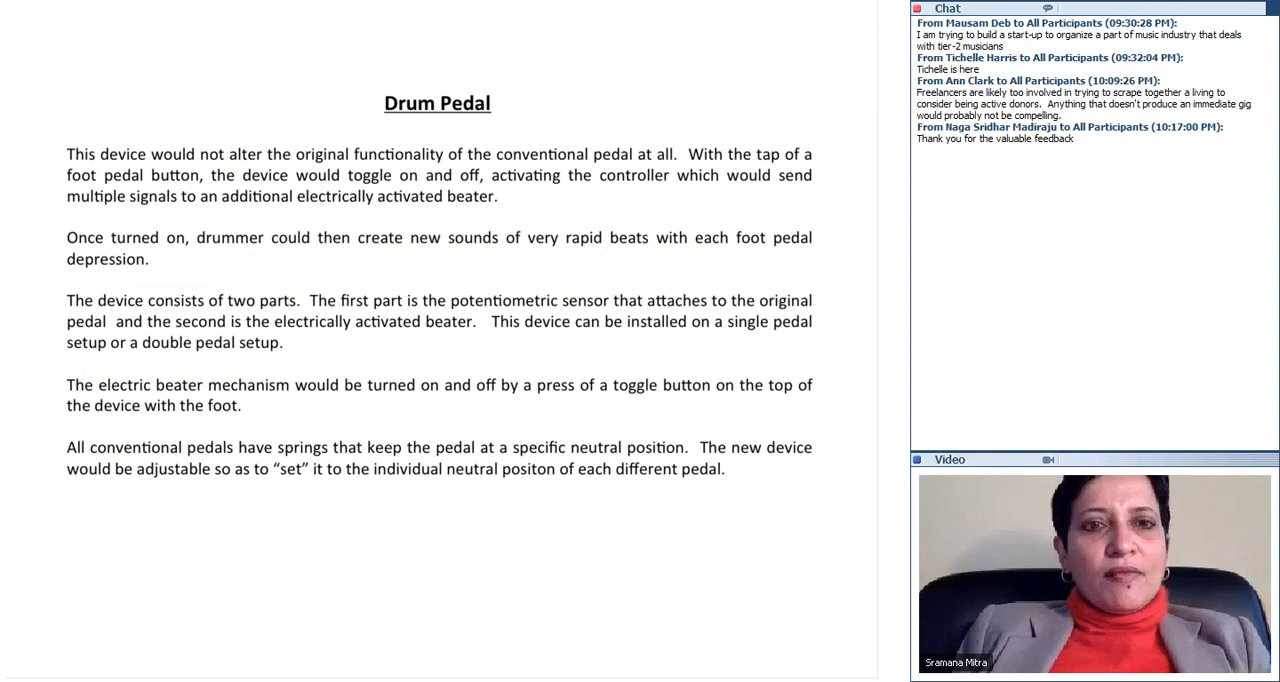 Drum Pedal
This device would not alter the original functionality of the conventional pedal at all.  With the tap of a
foot pedal button, the device would toggle on and off, activating the controller which would send
multiple signals to an additional electrically activated beater.
Once turned on, drummer could then create new sounds of very rapid beats with each foot pedal
depression.
The device consists of two parts.  The first part is the potentiometric sensor that attaches to the original
pedal  and the second is the electrically activated beater.   This device can be installed on a single pedal
setup or a double pedal setup.
The electric beater mechanism would be turned on and off by a press of a toggle button on the top of
the device with the foot.
All conventional pedals have springs that keep the pedal at a specific neutral position.  The new device
would be adjustable so as to “set” it to the individual neutral positon of each different pedal.
Chat
From Mausam Deb to All Participants (09:30:28 PM):
I am trying to build a start-up to organize a part of music industry that deals
with tier-2 musicians
From Tichelle Harris to All Participants (09:32:04 PM):
Tichelle is here
From Ann Clark to All Participants (10:09:26 PM):
Freelancers are likely too involved in trying to scrape together a living to
consider being active donors.  Anything that doesn't produce an immediate gig
would probably not be compelling.
From Naga Sridhar Madiraju to All Participants (10:17:00 PM):
Thank you for the valuable feedback
Video
Sramana Mitra